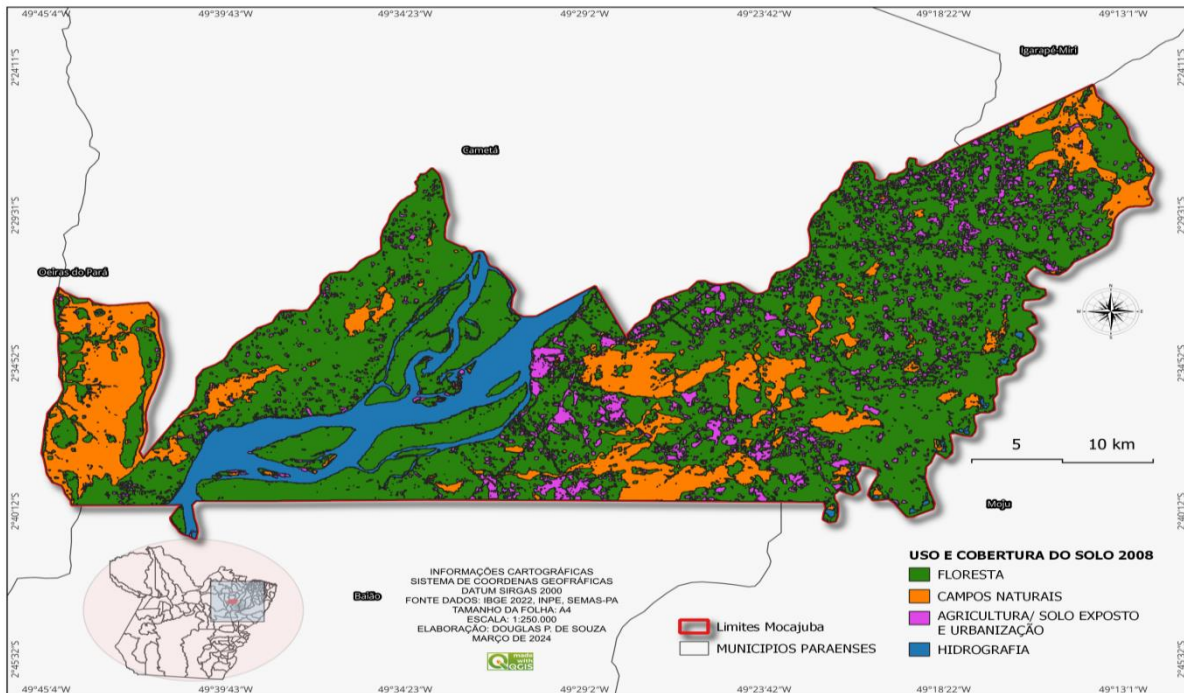 49°45'4"W 49°39'43"W 49°34'23"W 49°29'2"W 49°23'42"W 49°18'22"W 49°13'1"W
2°24'11"S
2°24'11"S
Igarapé-Miri
Cametá
2°29'31"S
2°29'31"S
Oeiras do Pará
2°34'52"S
2°34'52"S
5 10 km
2°40'12"S
2°40'12"S
Moju
Baião
INFORMAÇÕES CARTOGRÁFICAS
SISTEMA DE COORDENAS GEOFRÁFICAS
DATUM SIRGAS 2000
FONTE DADOS: IBGE 2022, INPE, SEMAS-PA
TAMANHO DA FOLHA: A4
ESCALA: 1:250.000
ELABORAÇÃO: DOUGLAS P. DE SOUZA
MARÇO DE 2024
made
with
QGIS
Limites Mocajuba
MUNICIPIOS PARAENSES
USO E COBERTURA DO SOLO 2008
FLORESTA
CAMPOS NATURAIS
AGRICULTURA/ SOLO EXPOSTO
E URBANIZAÇÃO
HIDROGRAFIA
2°45'32"S
2°45'32"S
49°45'4"W 49°39'43"W 49°34'23"W 49°29'2"W 49°23'42"W 49°18'22"W 49°13'1"W